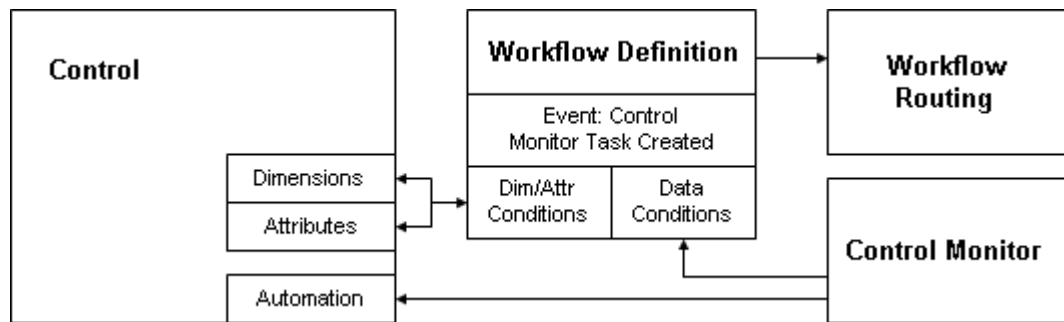 Control
Dimensions
Attributes
Automation
Workflow Definition
Event: Control
Monitor Task Created
Dim/Attr
Conditions
Data
Conditions
Workflow
Routing
Control Monitor